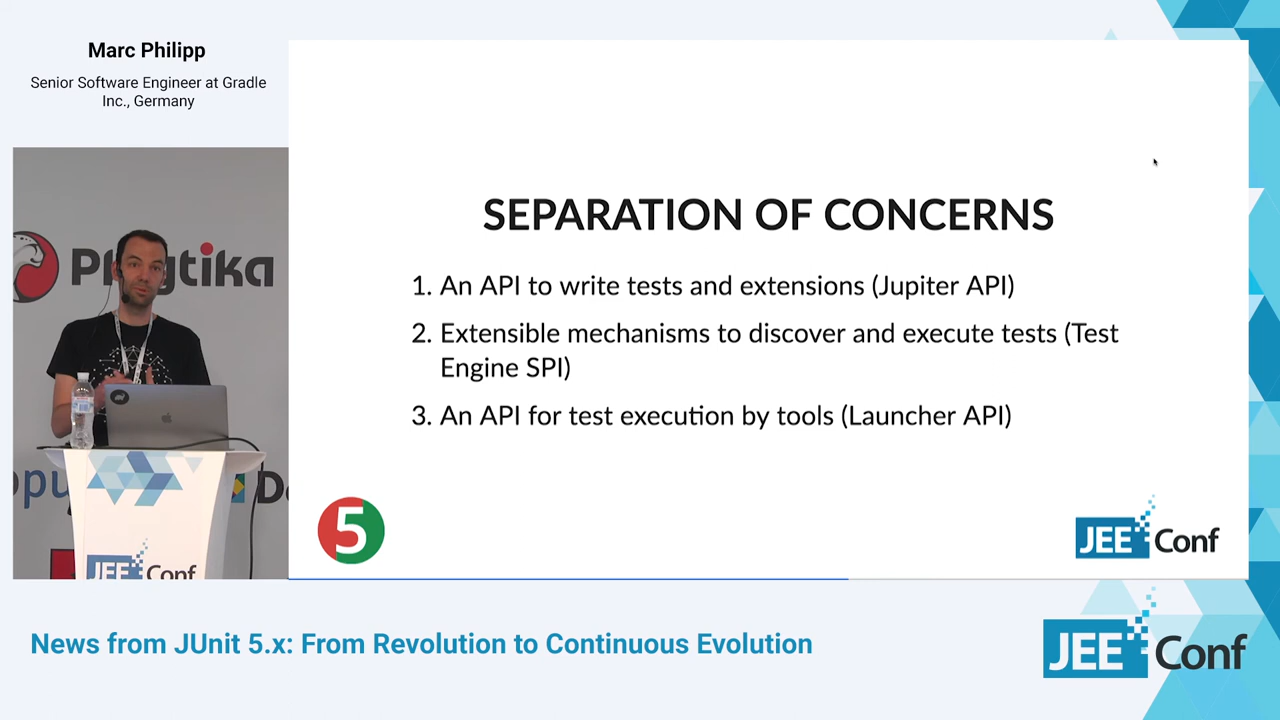 Marc Philipp
Senior Software Engineer at Gradle
Inc., Germany
SEPARATION OF CONCERNS
1. An API to write tests and extensions (Jupiter API)
2. Extensible mechanisms to discover and execute tests (Test
Engine SPI)
3. An API for test execution by tools (Launcher API)
5
JEE Conf
JEE Conf
News from JUnit 5.x: From Revolution to Continuous Evolution
JEE Conf